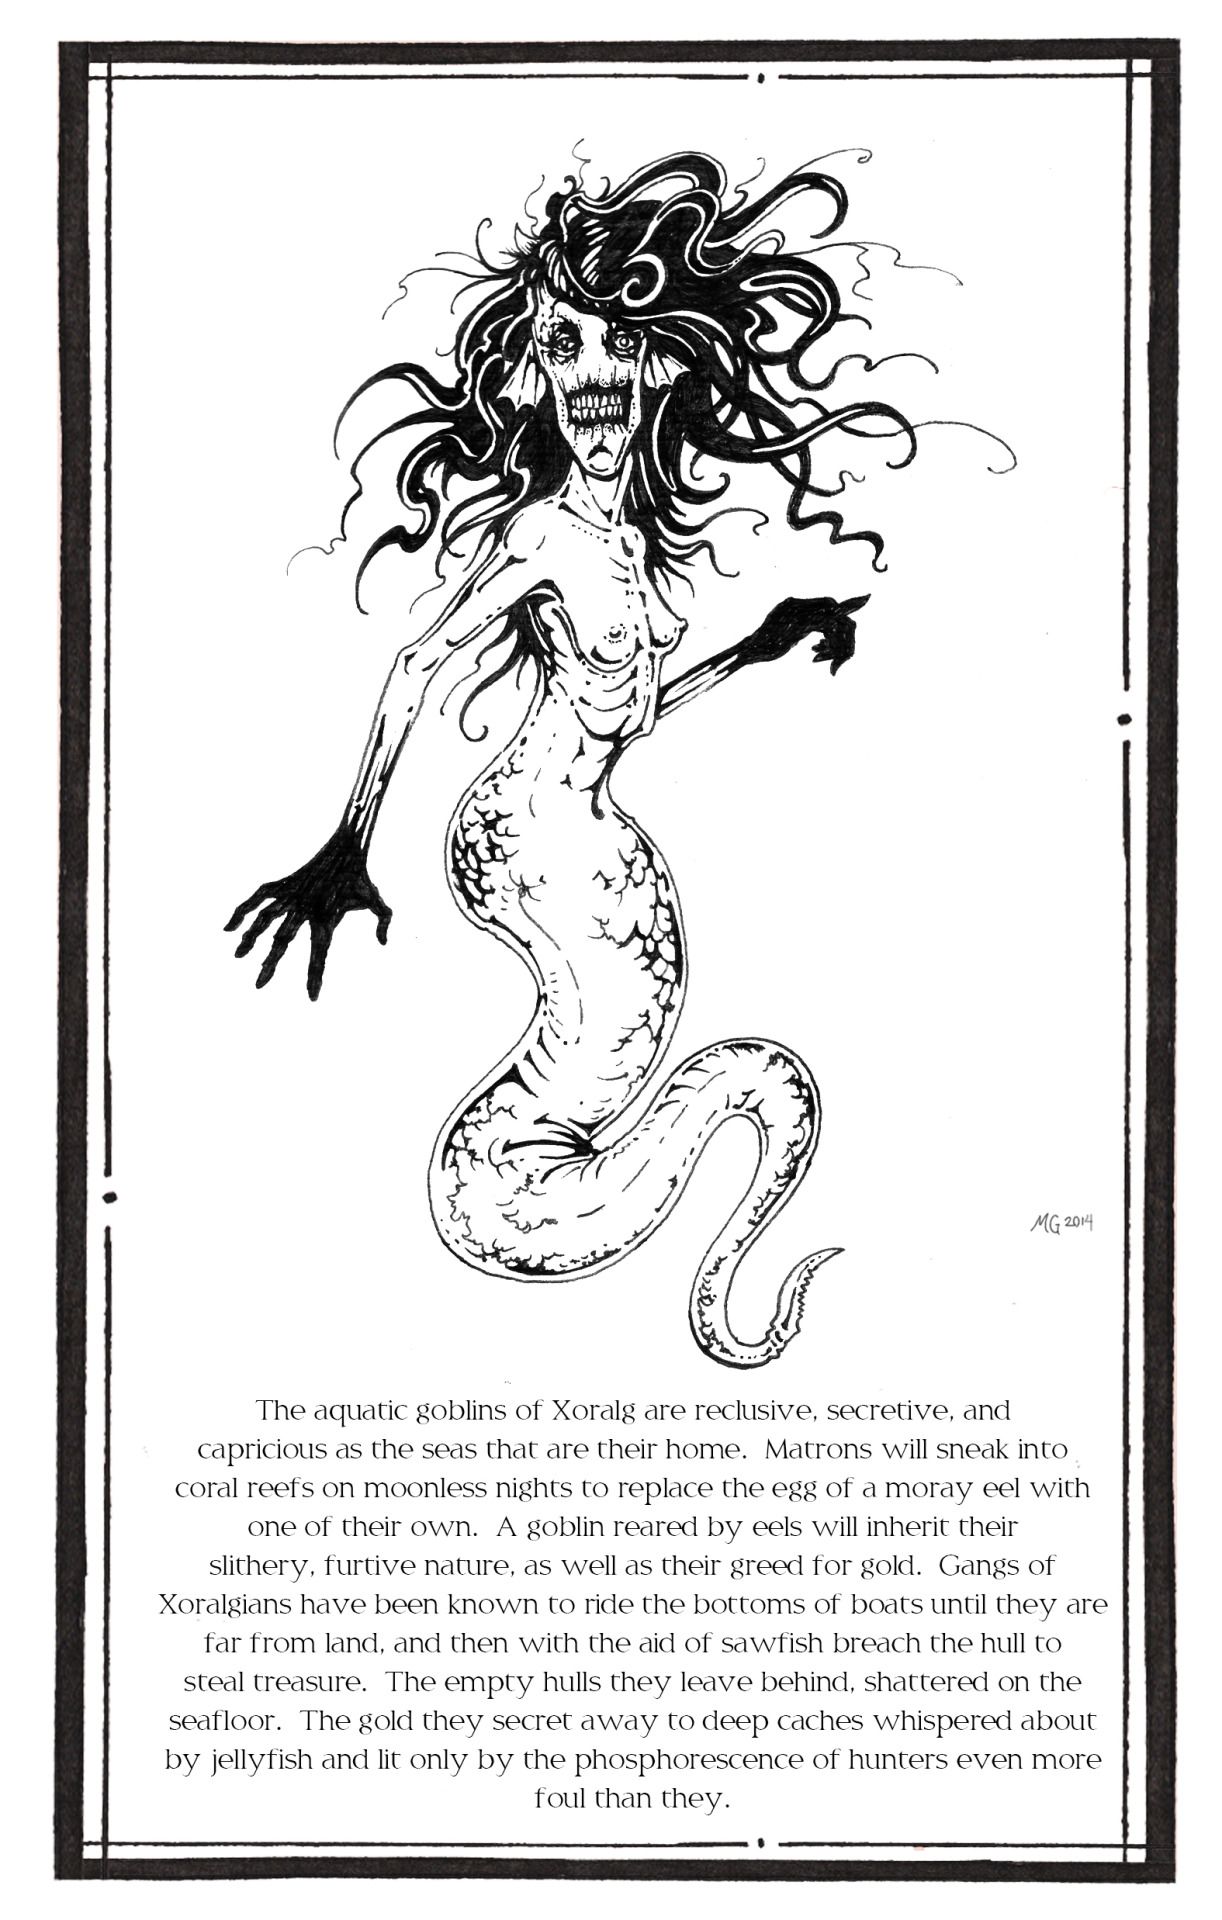 MG 2014
The aquatic goblins of Xoralg are reclusive, secretive, and
capricious as the seas that are their home.  Matrons will sneak into
coral reefs on moonless nights to replace the egg of a moray eel with
one of their own.  A goblin reared by eels will inherit their
slithery, furtive nature, as well as their greed for gold.  Gangs of
Xoralgians have been known to ride the bottoms of boats until they are
far from land, and then with the aid of sawfish breach the hull to
steal treasure.  The empty hulls they leave behind, shattered on the
seafloor.  The gold they secret away to deep caches whispered about
by jellyfish and lit only by the phosphorescence of hunters even more
foul than they.